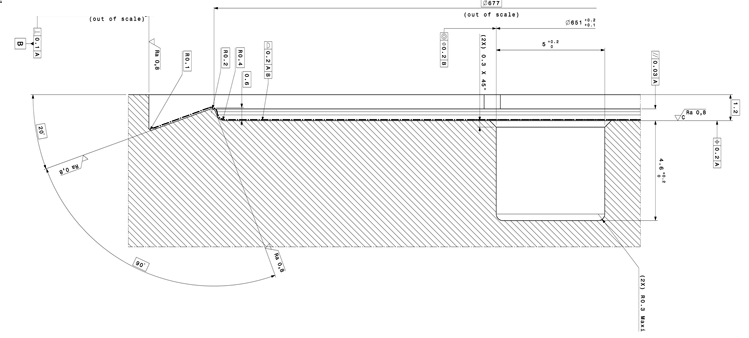 Ø677
(out of scale)
(out of scale)
Ø651 +0.2 +0.1
5 +0.2 0
⊥ 0.1 A
B
Ra 0,8
R0.1
R0.2
R0.4
0.6
0.2 A B
◎ 0.2 B
(2X) 0.3 X 45°
// 0.03 A
Ra 0,8
C
1.2
0.2 A
20°
Ra 0,8
4.6 +0.2 0
90°
Ra 0,8
(2X) R0.3 Maxi